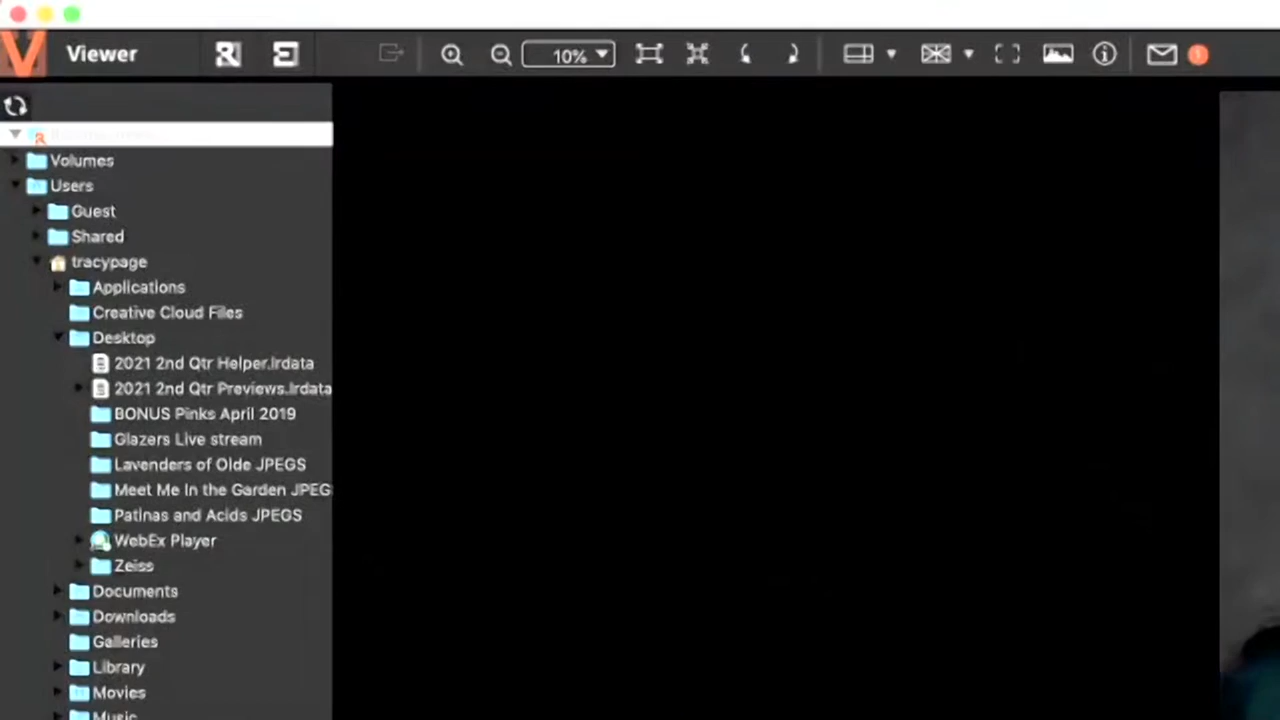 Viewer
10%
Volumes
Users
Guest
Shared
tracypage
Applications
Creative Cloud Files
Desktop
2021 2nd Qtr Helper.lrdata
2021 2nd Qtr Previews.lrdata
BONUS Pinks April 2019
Glazers Live stream
Lavenders of Olde JPEGS
Meet Me In the Garden JPEG
Patinas and Acids JPEGS
WebEx Player
Zeiss
Documents
Downloads
Galleries
Library
Movies
Music